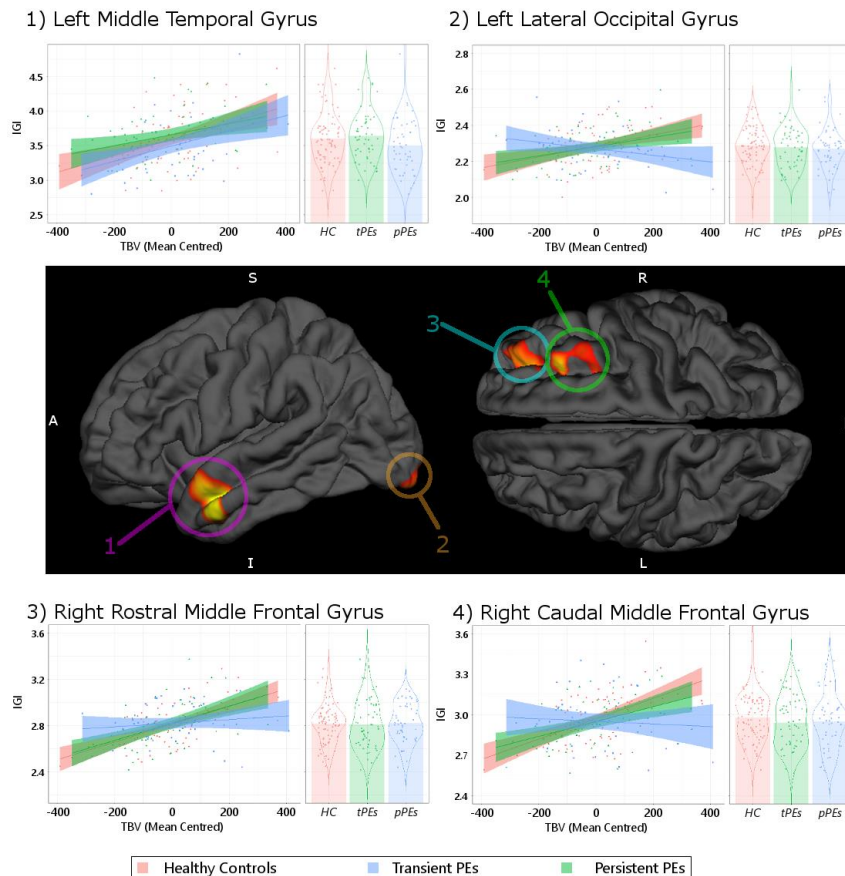 1) Left Middle Temporal Gyrus
2) Left Lateral Occipital Gyrus
4.5
4.0
3.5
3.0
2.5
lGI
-400 -200 0 200 400
TBV (Mean Centred)
HC tPEs pPEs
2.8
2.6
2.4
2.2
2.0
lGI
-400 -200 0 200 400
TBV (Mean Centred)
HC tPEs pPEs
S
A
I
1
2
R
L
3
4
3) Right Rostral Middle Frontal Gyrus
4) Right Caudal Middle Frontal Gyrus
3.6
3.2
2.8
2.4
lGI
-400 -200 0 200 400
TBV (Mean Centred)
HC tPEs pPEs
3.6
3.3
3.0
2.7
2.4
lGI
-400 -200 0 200 400
TBV (Mean Centred)
HC tPEs pPEs
Healthy Controls Transient PEs Persistent PEs